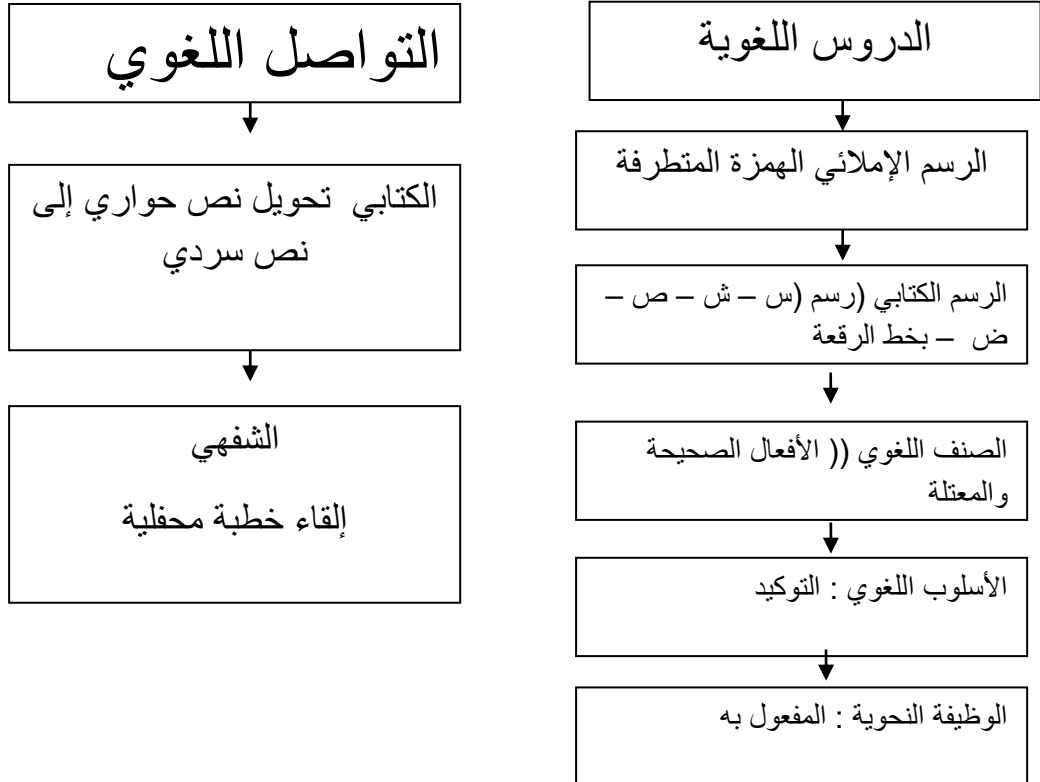 الدروس اللغوية
الرسم الإملائي الهمزة المتطرفة
الرسم الكتابي (رسم (س – ش – ص –
ض – بخط الرقعة
الصنف اللغوي (( الأفعال الصحيحة
والمعتلة
الأسلوب اللغوي : التوكيد
الوظيفة النحوية : المفعول به
التواصل اللغوي
الكتابي تحويل نص حواري إلى
نص سردي
الشفهي
إلقاء خطبة محفلية